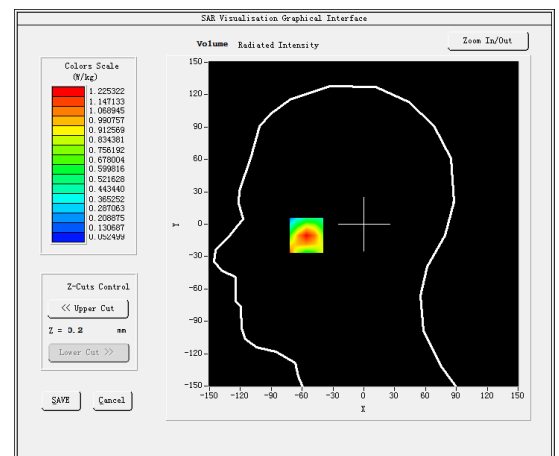 SAR Visualisation Graphical Interface
Volume Radiated Intensity
Zoom In/Out
Colors Scale
(W/kg)
1.225322
1.147133
1.068945
0.990757
0.912569
0.834381
0.756192
0.678004
0.599816
0.521628
0.443440
0.365252
0.287063
0.208875
0.130687
0.052499
Z-Cuts Control
<< Upper Cut
Z = 0.2 mm
Lower Cut >>
SAVE Cancel
150
120
90
60
30
0
-30
-60
-90
-120
-150
Y
-150 -120 -90 -60 -30 0 30 60 90 120 150
X